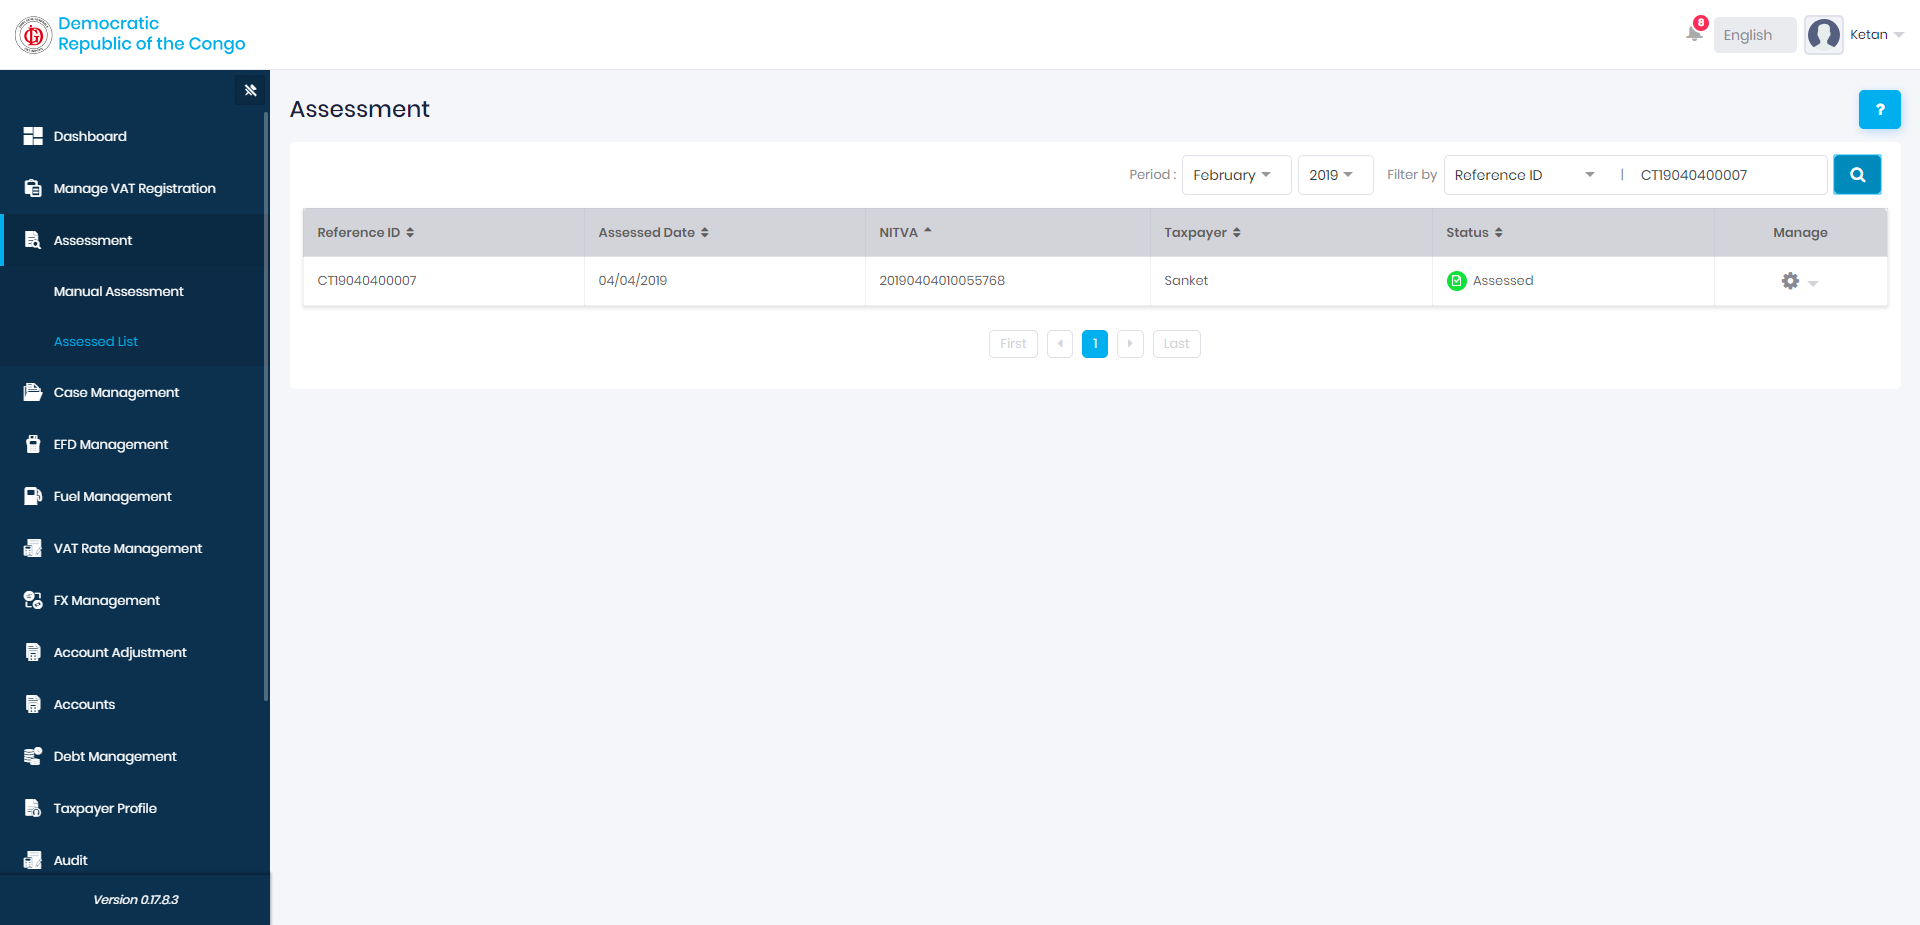 Democratic
Republic of the Congo
8
English
Ketan
Dashboard
Manage VAT Registration
Assessment
Manual Assessment
Assessed List
Case Management
EFD Management
Fuel Management
VAT Rate Management
FX Management
Account Adjustment
Accounts
Debt Management
Taxpayer Profile
Audit
Version 0.17.8.3
Assessment
?
Period : February 2019 Filter by Reference ID | CT19040400007
Reference ID Assessed Date NITVA Taxpayer Status Manage
CT19040400007 04/04/2019 20190404010055768 Sanket Assessed
First 1 Last